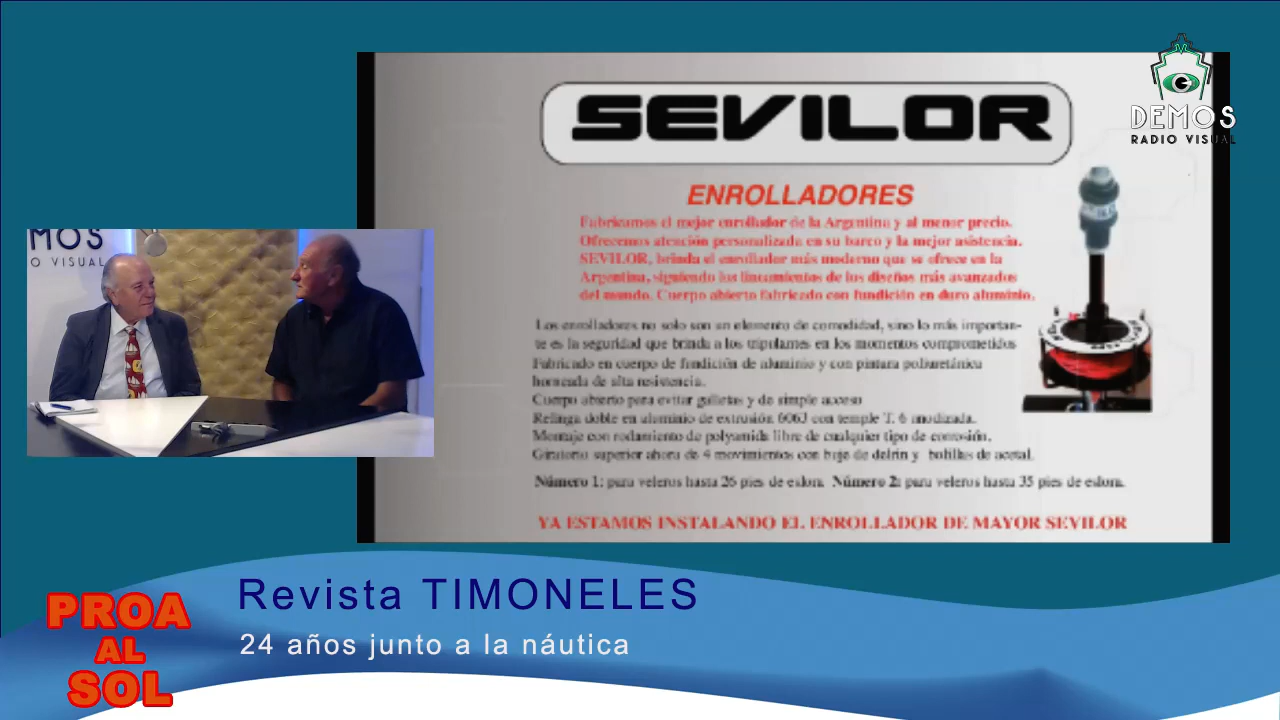 DEMOS
RADIO VISUAL
SEVILOR
ENROLLADORES
Fabricamos el mejor enrollador de la Argentina y al menor precio.
Ofrecemos atención personalizada en su barco y la mejor asistencia.
SEVILOR, brinda el enrollador más moderno que se ofrece en la
Argentina, siguiendo los lineamientos de los diseños más avanzados
del mundo. Cuerpo abierto fabricado con fundición en duro aluminio.
Los enrolladores no solo son un elemento de comodidad, sino lo más importan-
te es la seguridad que brinda a los tripulantes en los momentos comprometidos
Fabricado en cuerpo de fundición de aluminio y con pintura poliuretánica
horneada de alta resistencia.
Cuerpo abierto para evitar galletas y de simple acceso
Relinga doble en aluminio de extrusión 6063 con temple T. 6 anodizada.
Montaje con rodamiento de polyamida libre de cualquier tipo de corrosión.
Giratorio superior ahora de 4 movimientos con buje de delrin y bolillas de acetal.
Número 1: para veleros hasta 26 pies de eslora. Número 2: para veleros hasta 35 pies de eslora.
YA ESTAMOS INSTALANDO EL ENROLLADOR DE MAYOR SEVILOR
MOS
O VISUAL
Revista TIMONELES
24 años junto a la náutica
PROA
AL
SOL